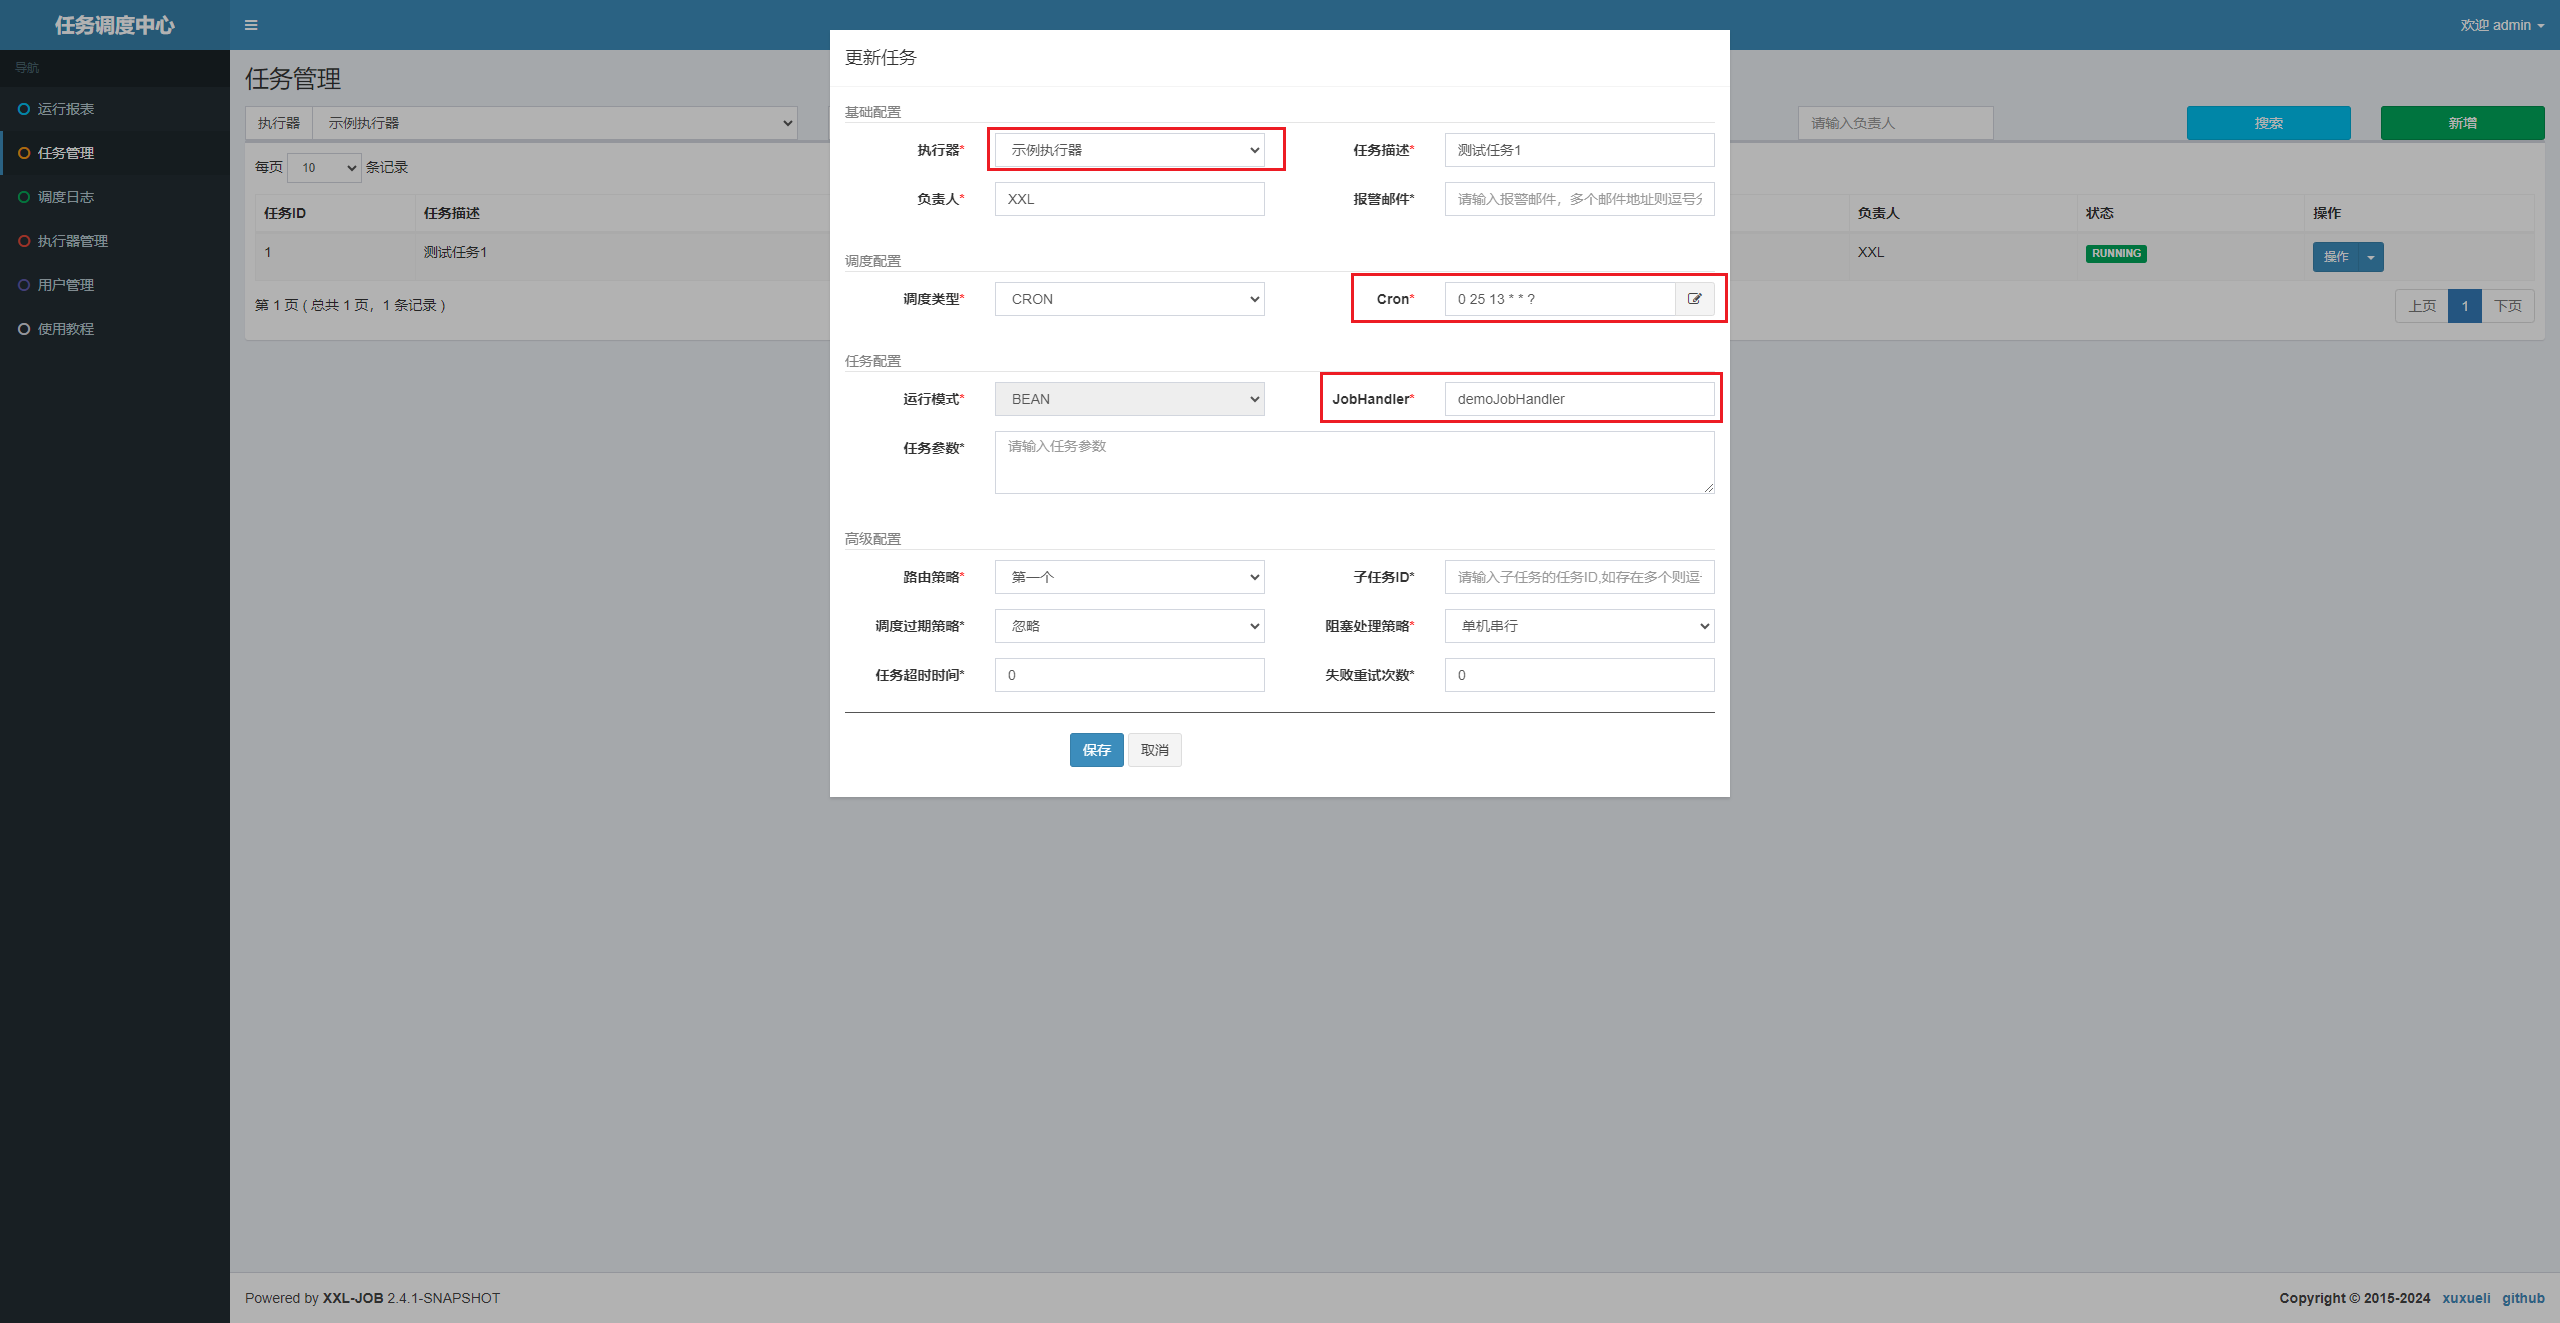 任务调度中心
欢迎 admin
导航
运行报表
任务管理
调度日志
执行器管理
用户管理
使用教程
任务管理
执行器 示例执行器 请输入负责人 搜索 新增
每页 10 条记录
任务ID 任务描述 负责人 状态 操作
1 测试任务1 XXL RUNNING 操作
第 1 页 ( 总共 1 页，1 条记录 ) 上页 1 下页
更新任务
基础配置
执行器* 示例执行器 任务描述* 测试任务1
负责人* XXL 报警邮件* 请输入报警邮件，多个邮件地址则逗号分
调度配置
调度类型* CRON Cron* 0 25 13 * * ?
任务配置
运行模式* BEAN JobHandler* demoJobHandler
任务参数* 请输入任务参数
高级配置
路由策略* 第一个 子任务ID* 请输入子任务的任务ID,如存在多个则逗
调度过期策略* 忽略 阻塞处理策略* 单机串行
任务超时时间* 0 失败重试次数* 0
保存 取消
Powered by XXL-JOB 2.4.1-SNAPSHOT
Copyright © 2015-2024 xuxueli github